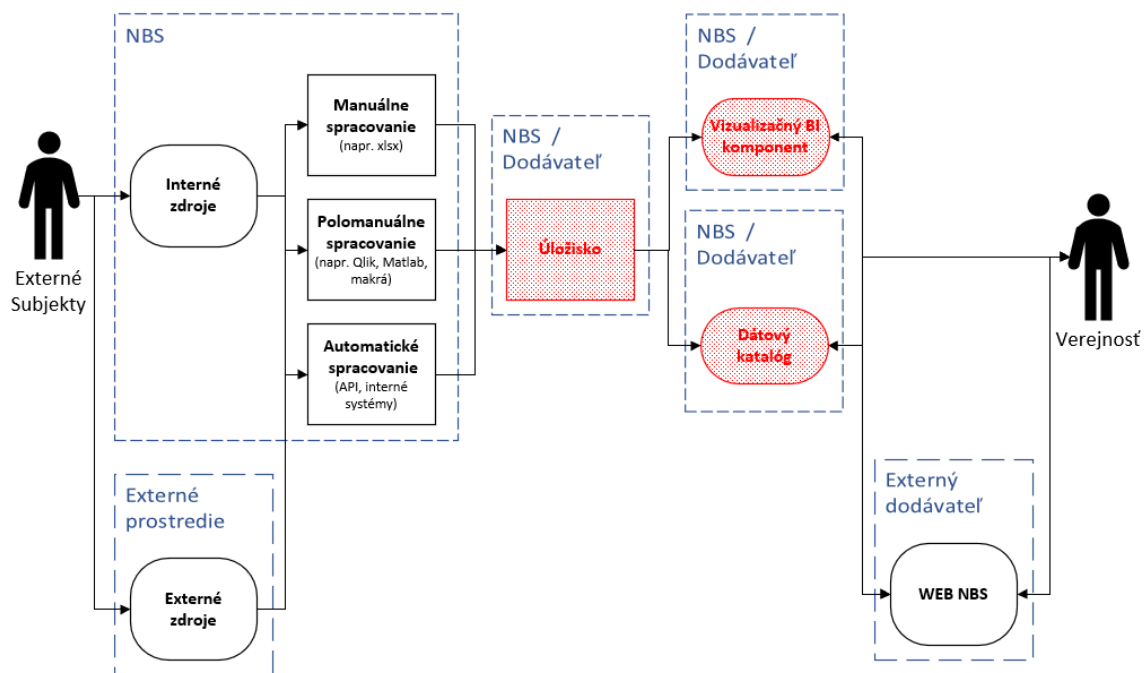 NBS
Manuálne
spracovanie
(napr. xlsx)
Interné
zdroje
Polomanuálne
spracovanie
(napr. Qlik, Matlab,
makrá)
Automatické
spracovanie
(API, interné
systémy)
Externé
Subjekty
Externé
prostredie
Externé
zdroje
NBS /
Dodávateľ
Úložisko
NBS /
Dodávateľ
Vizualizačný BI
komponent
NBS /
Dodávateľ
Dátový
katalóg
Verejnosť
Externý
dodávateľ
WEB NBS